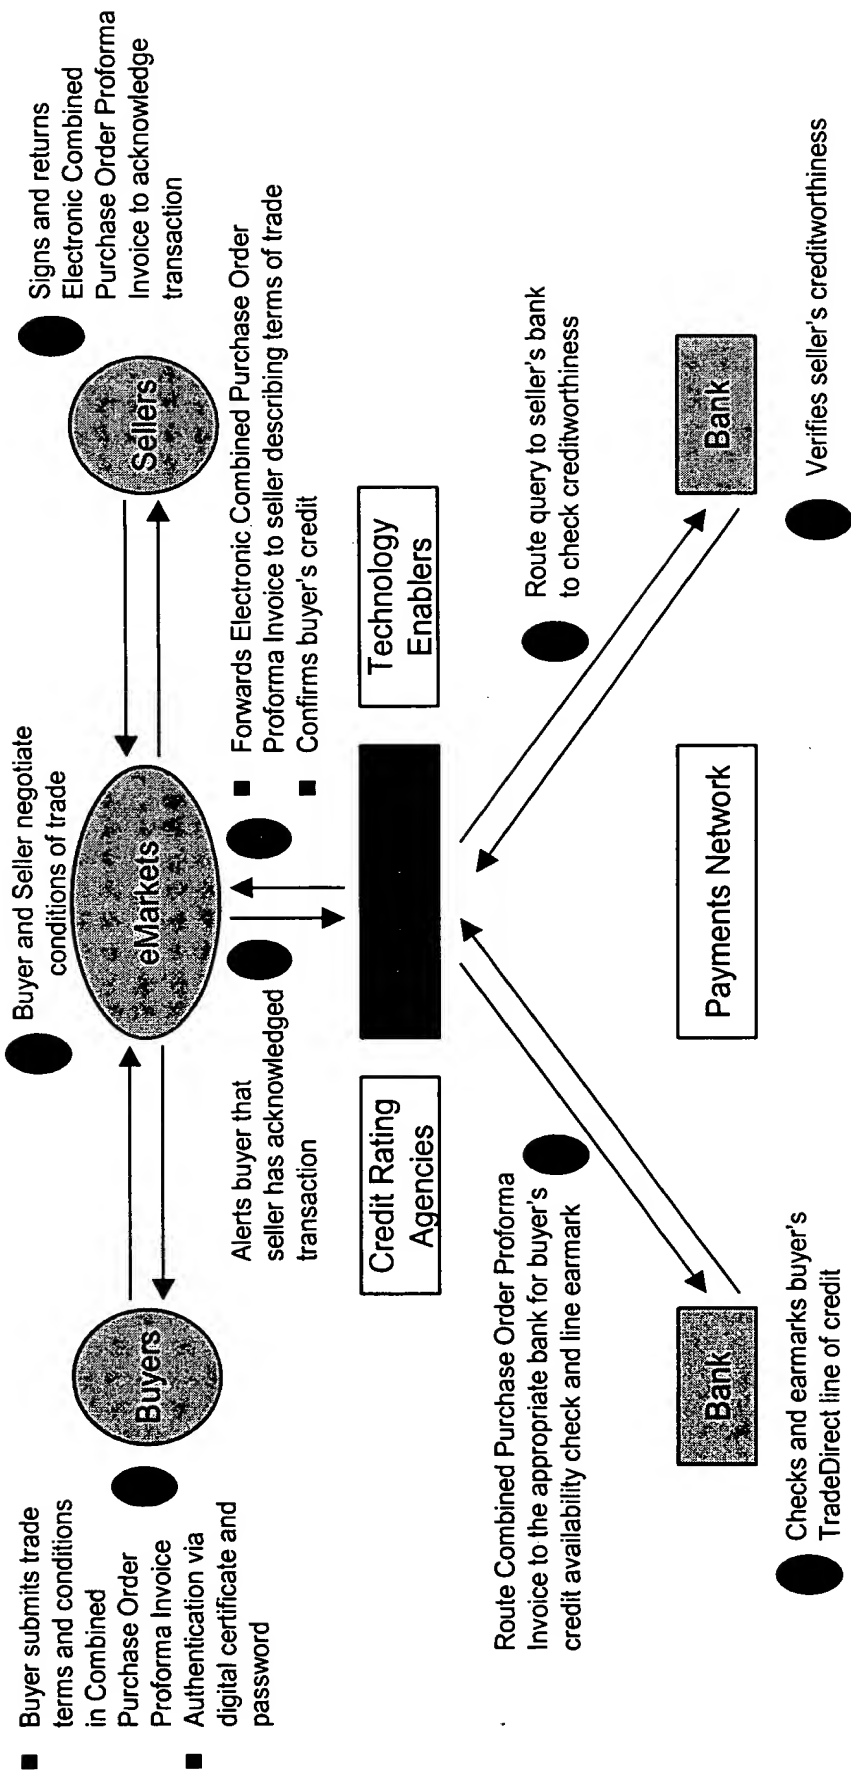 Buyer submits trade
terms and conditions
in Combined
Purchase Order
Proforma Invoice
Authentication via
digital certificate and
password
Buyer and Seller negotiate
conditions of trade
Signs and returns
Electronic Combined
Purchase Order Proforma
Invoice to acknowledge
transaction
Buyers
eMarkets
Sellers
Alerts buyer that
seller has acknowledged
transaction
Forwards Electronic Combined Purchase Order
Proforma Invoice to seller describing terms of trade
Confirms buyer's credit
Credit Rating
Agencies
Technology
Enablers
Route Combined Purchase Order Proforma
Invoice to the appropriate bank for buyer's
credit availability check and line earmark
Route query to seller's bank
to check creditworthiness
Bank
Payments Network
Bank
Checks and earmarks buyer's
TradeDirect line of credit
Verifies seller's creditworthiness